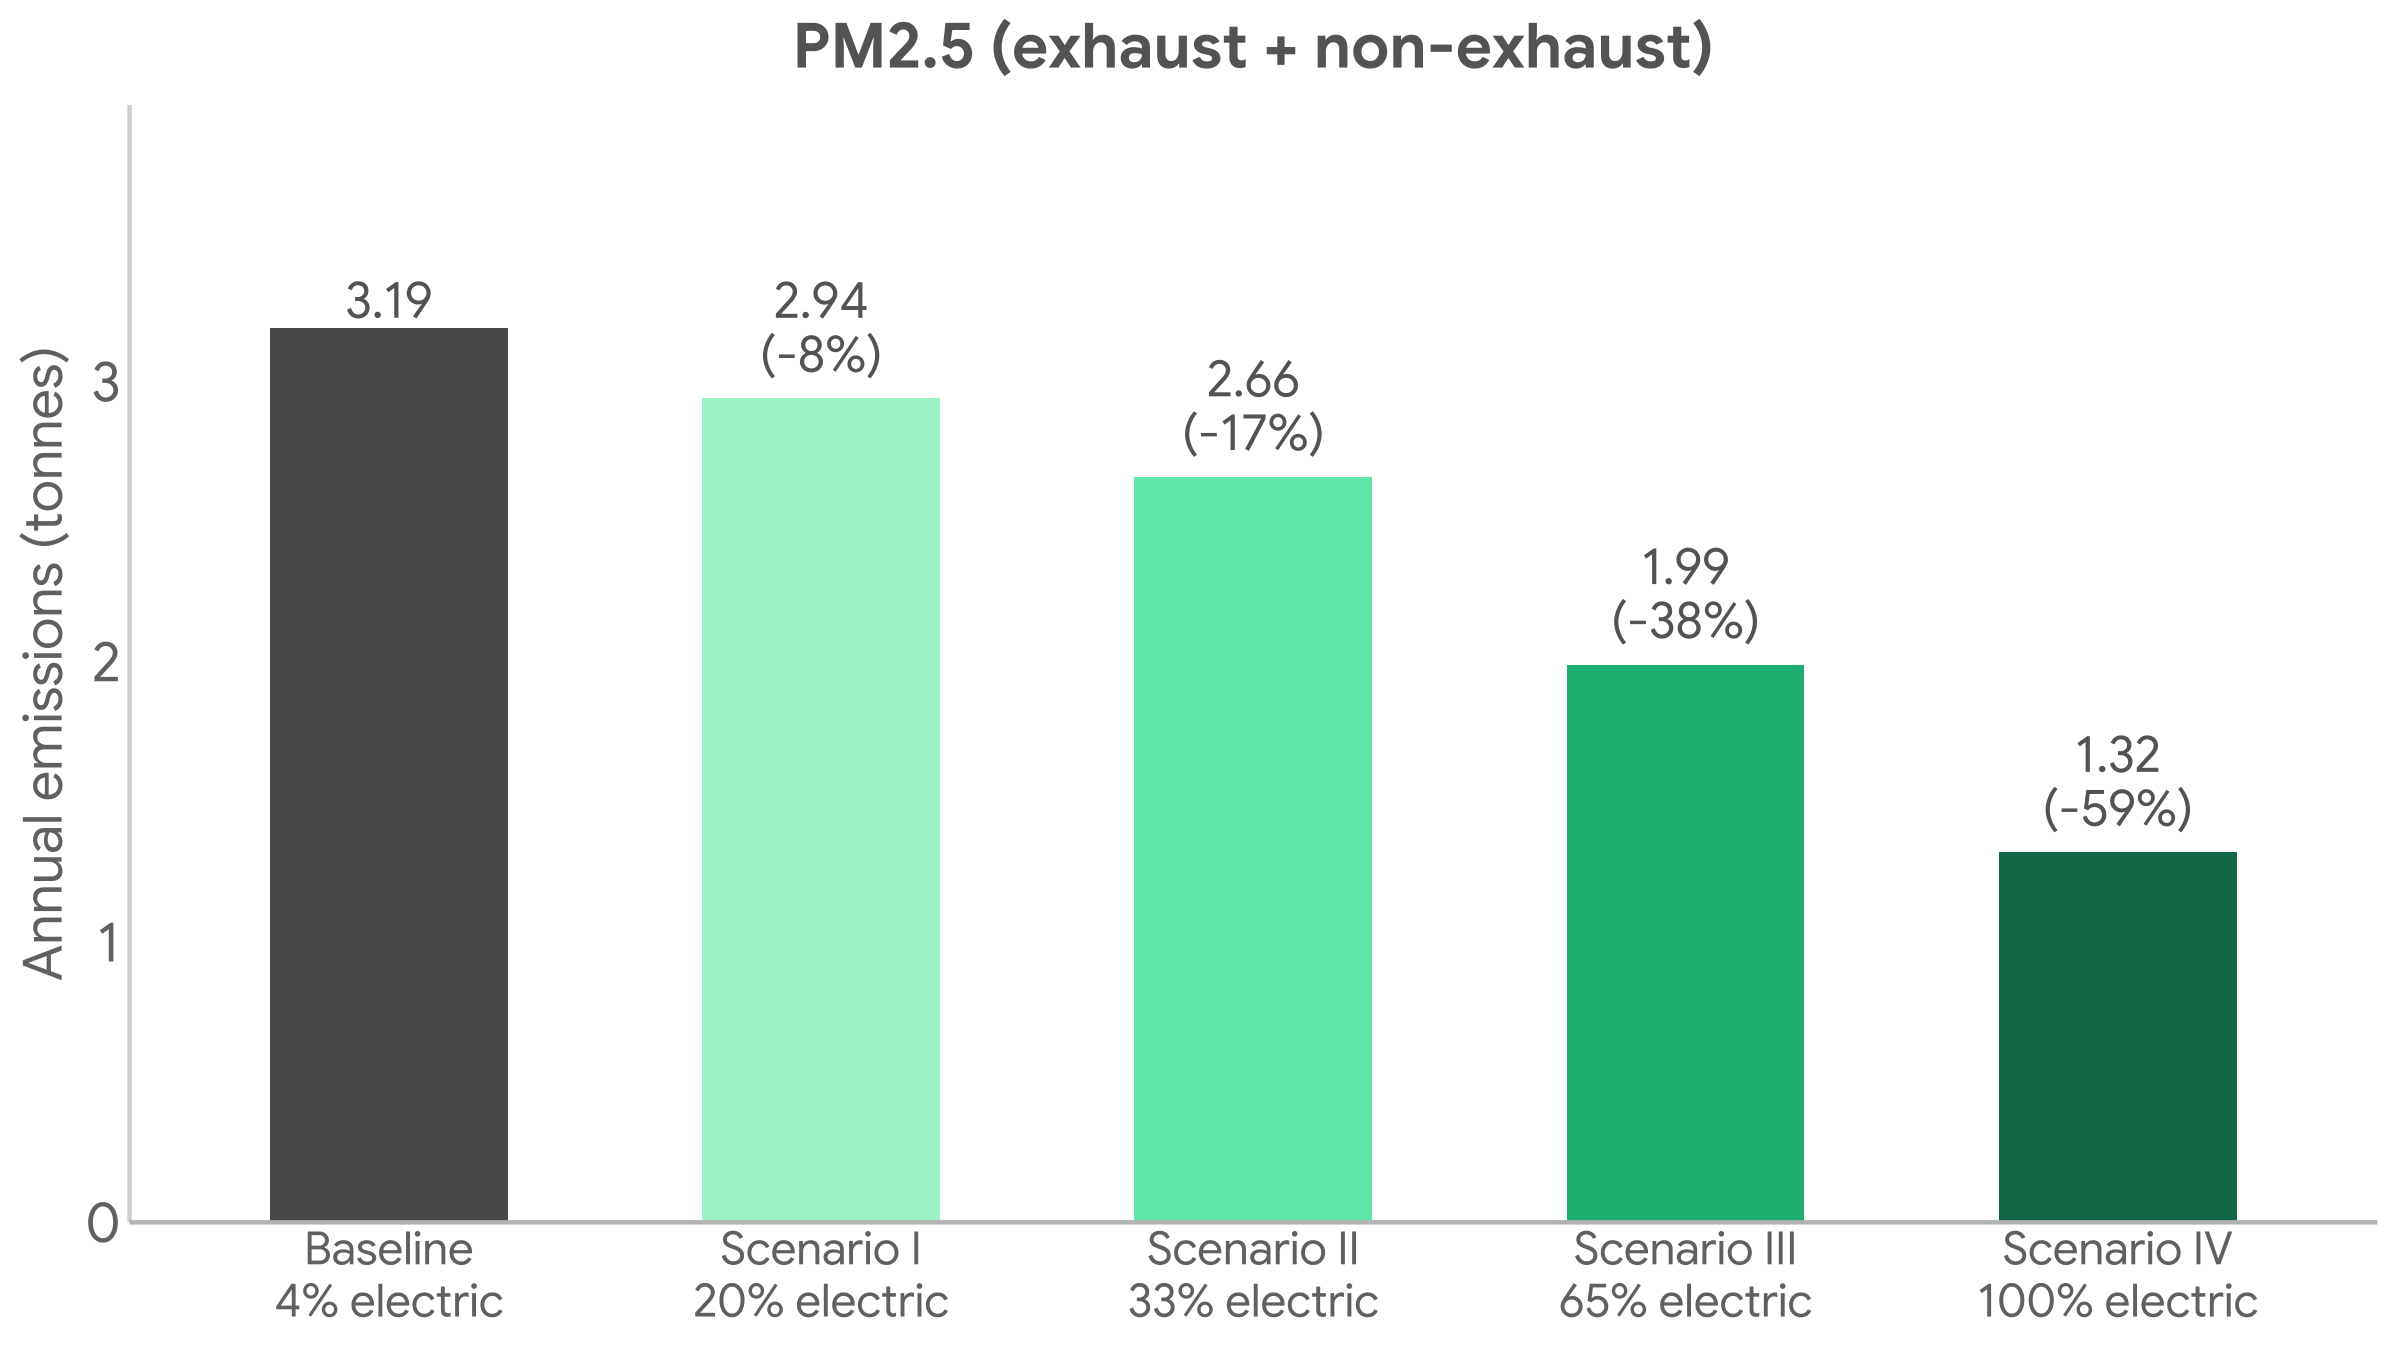 PM2.5 (exhaust + non-exhaust)
Annual emissions (tonnes)
3
2
1
0
3.19
2.94
(-8%)
2.66
(-17%)
1.99
(-38%)
1.32
(-59%)
Baseline
4% electric
Scenario I
20% electric
Scenario II
33% electric
Scenario III
65% electric
Scenario IV
100% electric